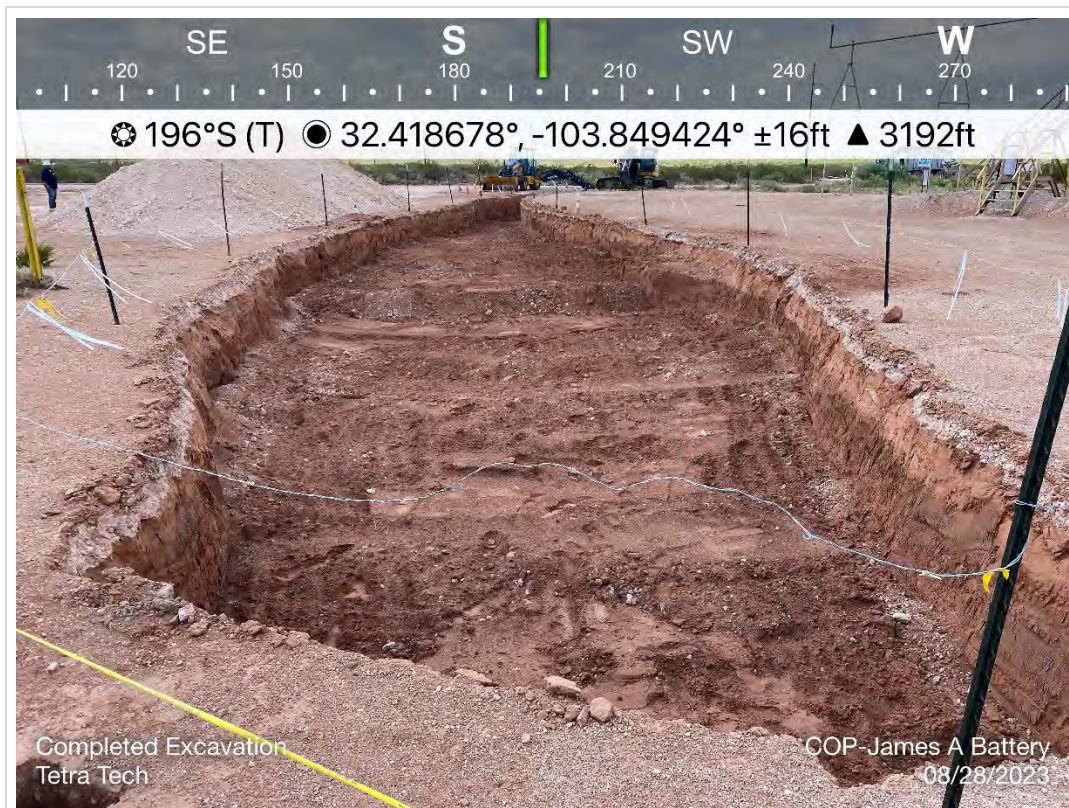 SE S SW W
120 150 180 210 240 270
196°S (T) 32.418678°, -103.849424° ±16ft ▲ 3192ft
Completed Excavation
Tetra Tech
COP-James A Battery
08/28/2023